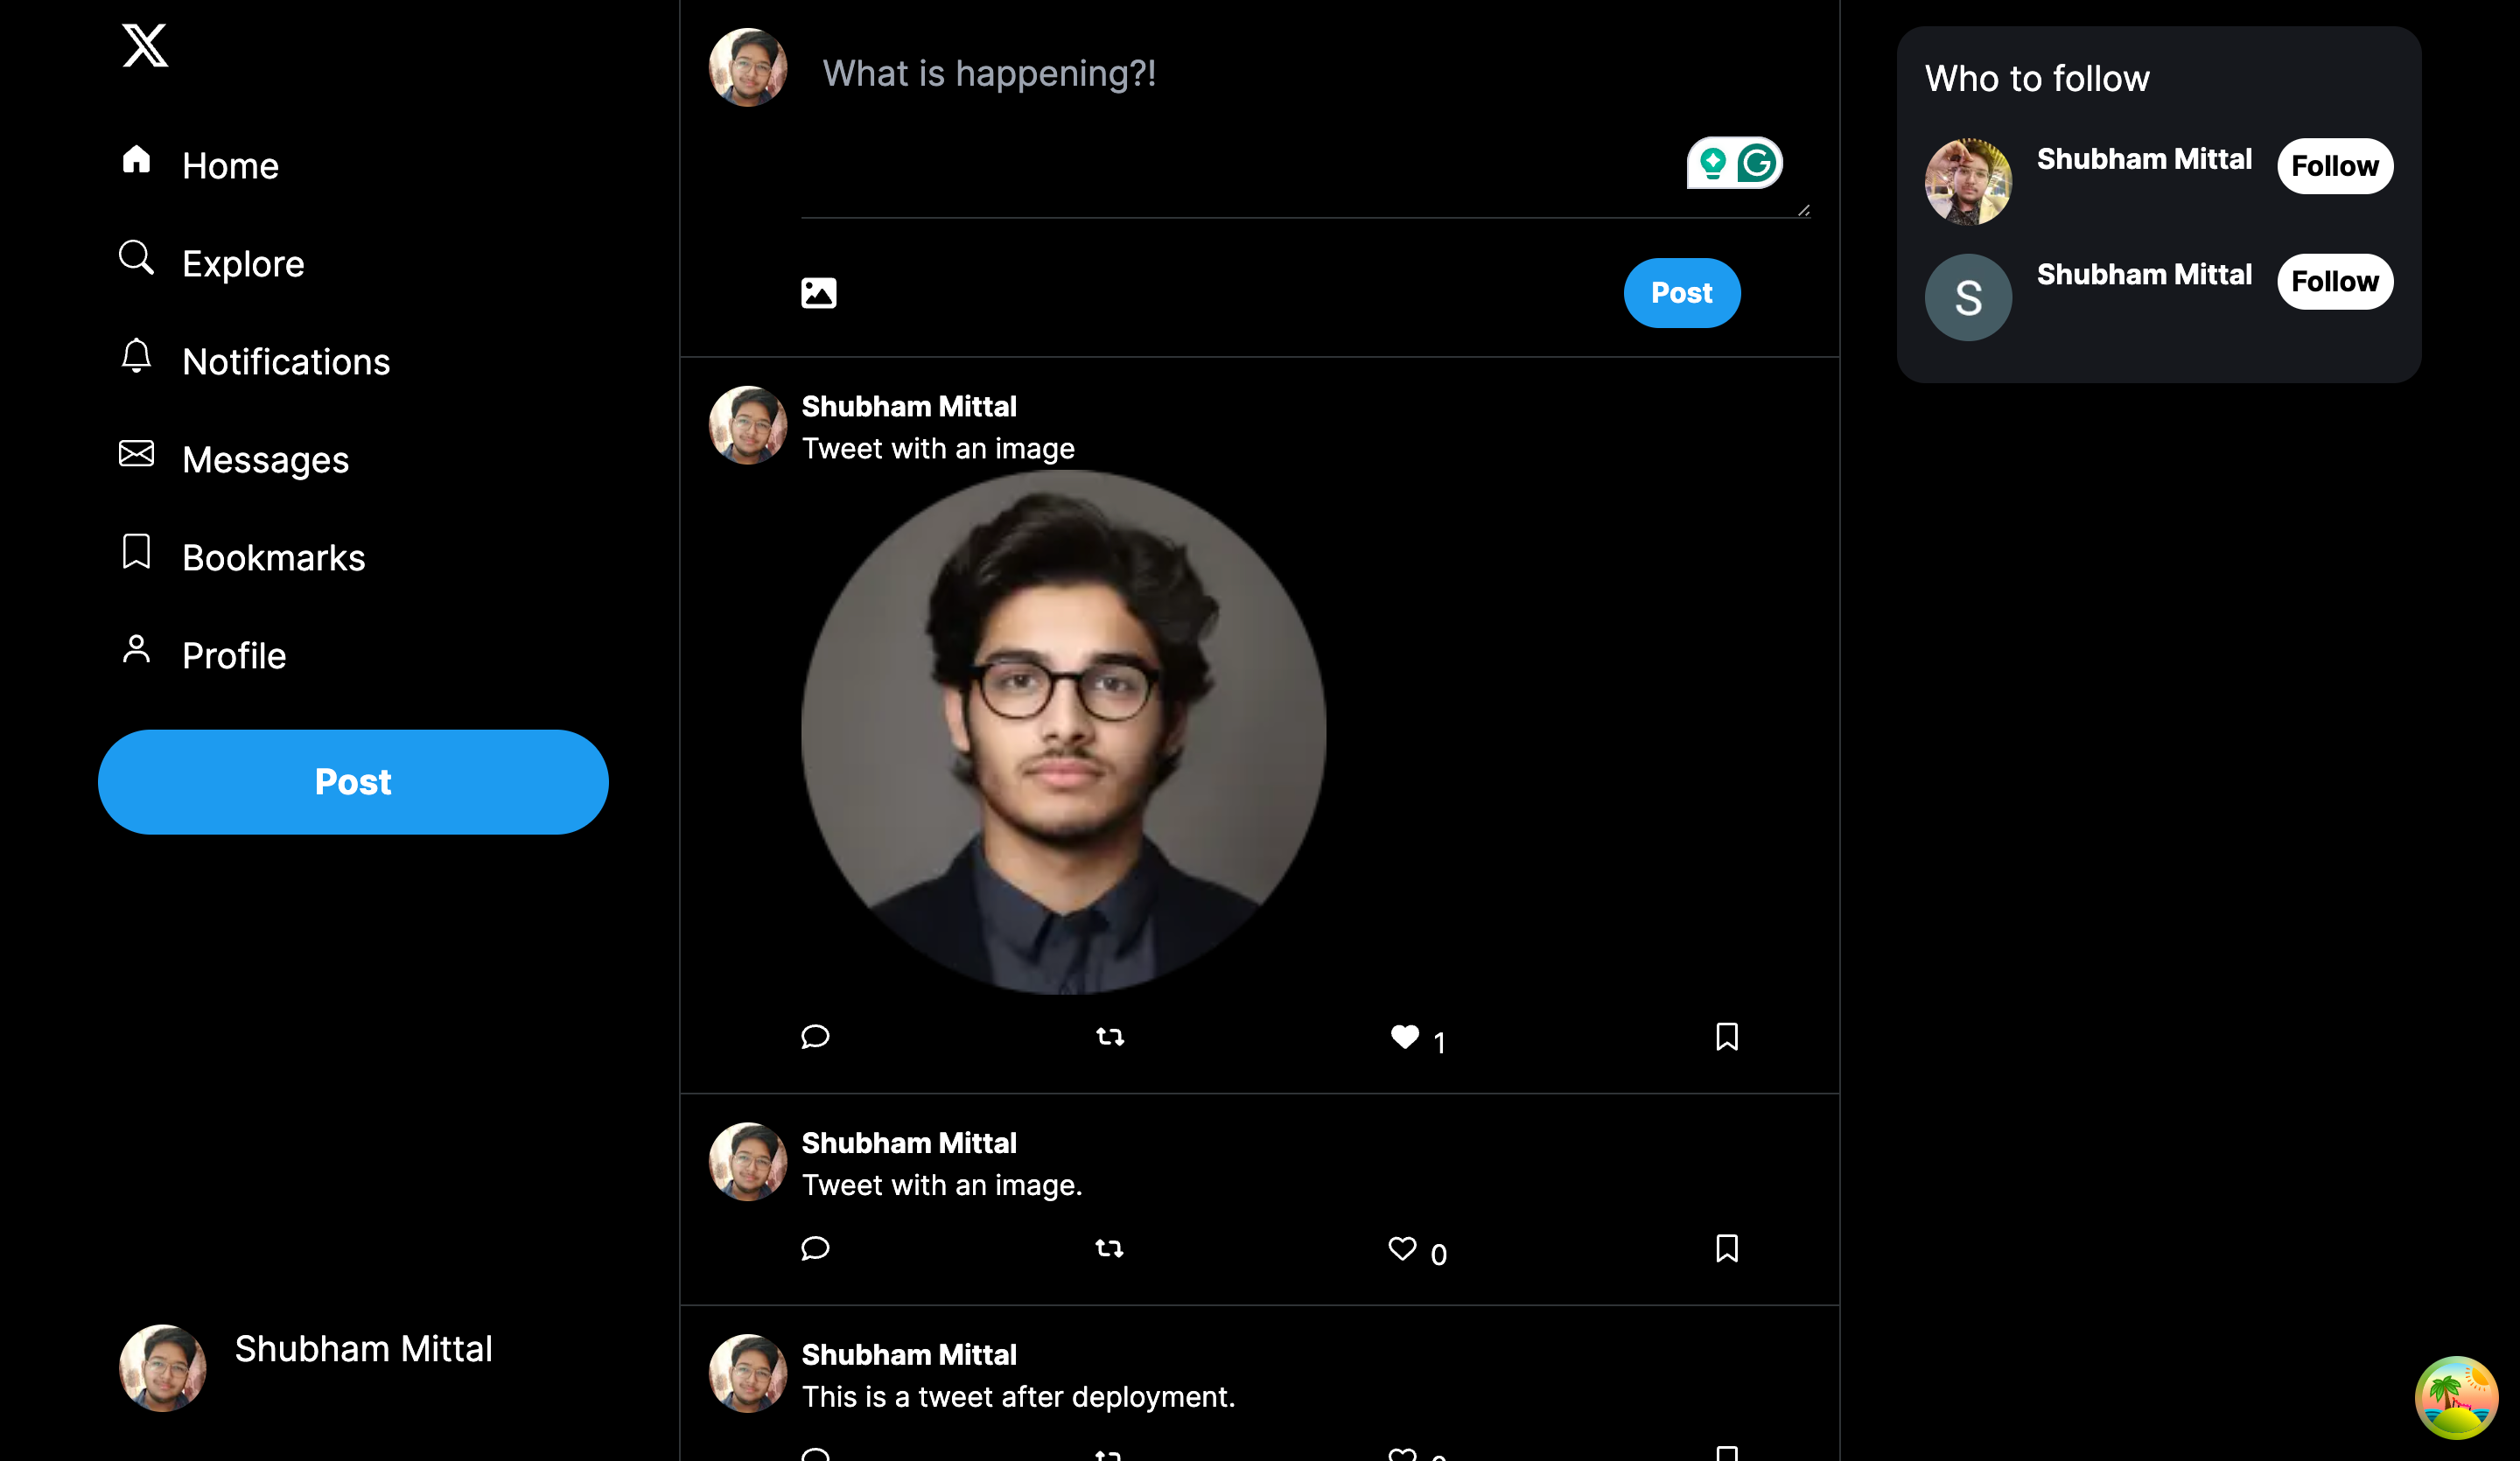 Home
Explore
Notifications
Messages
Bookmarks
Profile
Post
Shubham Mittal
What is happening?!
Post
Shubham Mittal
Tweet with an image
1
Shubham Mittal
Tweet with an image.
0
Shubham Mittal
This is a tweet after deployment.
Who to follow
Shubham Mittal Follow
S Shubham Mittal Follow